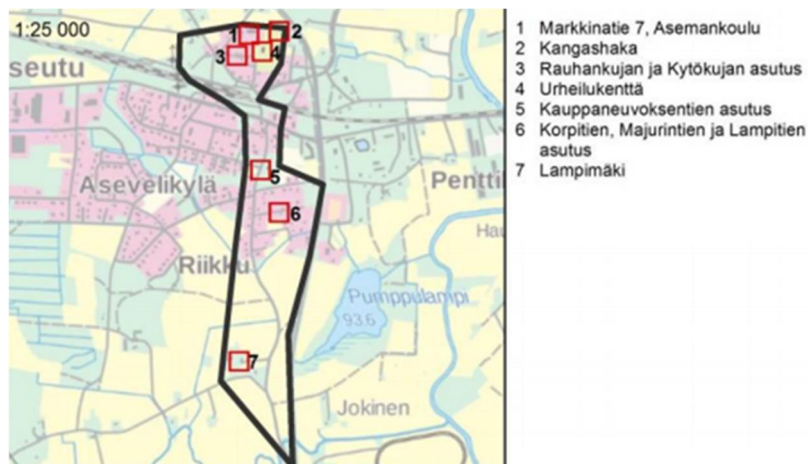 1:25 000
seutu
1
2
3
4
Asevelikylä
5
Penttil
6
Hau
Riikku
Pumppulampi
93.6
7
Jokinen
1 Markkinatie 7, Asemankoulu
2 Kangashaka
3 Rauhankujan ja Kytökujan asutus
4 Urheilukenttä
5 Kauppaneuvoksentien asutus
6 Korpitien, Majurintien ja Lampitien
asutus
7 Lampimäki